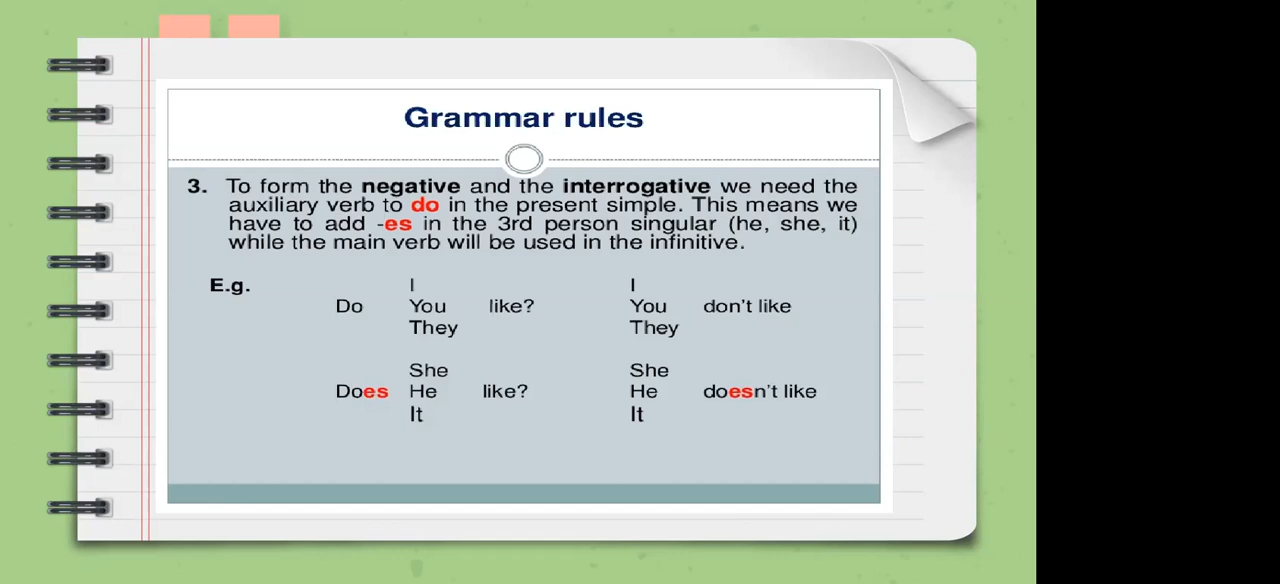 Grammar rules
3. To form the negative and the interrogative we need the
auxiliary verb to do in the present simple. This means we
have to add -es in the 3rd person singular (he, she, it)
while the main verb will be used in the infinitive.
E.g. I I
Do You like? You don't like
They They
She She
Does He like? He doesn't like
It It